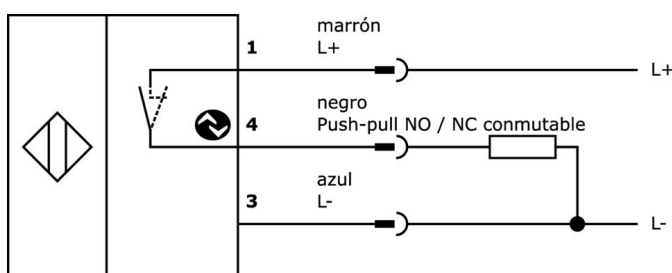 marrón
1 L+
L+
negro
4 Push-pull NO / NC conmutable
azul
3 L-
L-